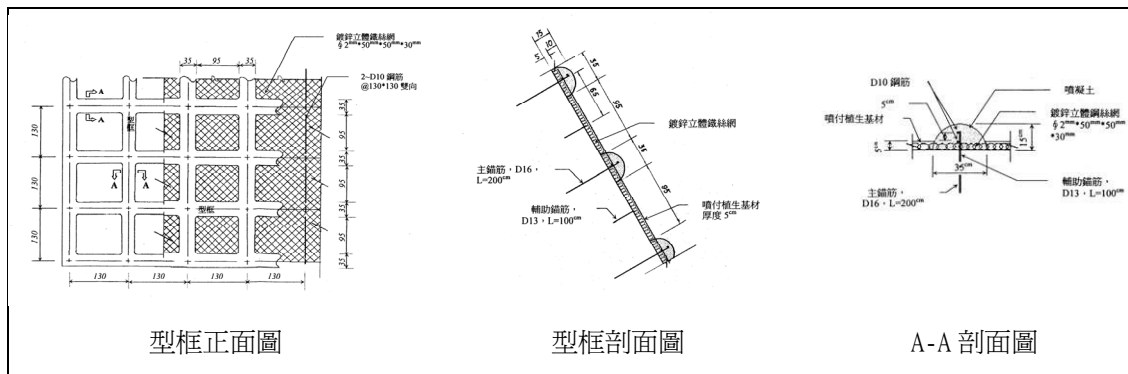 鍍鋅立體鐵絲網
∮2mm*50mm*50mm*30mm
35 95 35
2~D10 鋼筋
@130*130 雙向
A
A
型框
A A
型框
130
130
130
35
95
35
95
35
95
35
130 130 130 130
型框正面圖
15
10
5
35
65
95
35
95
鍍鋅立體鐵絲網
主錨筋,D16,
L=200cm
輔助錨筋,
D13,L=100cm
噴付植生基材
厚度 5cm
型框剖面圖
D10 鋼筋
5cm
噴付植生基材
5cm
噴凝土
鍍鋅立體鋼絲網
∮2mm*50mm*50mm
*30mm
15cm
35cm
主錨筋,
D16,L=200cm
輔助錨筋,
D13,L=100cm
A-A 剖面圖